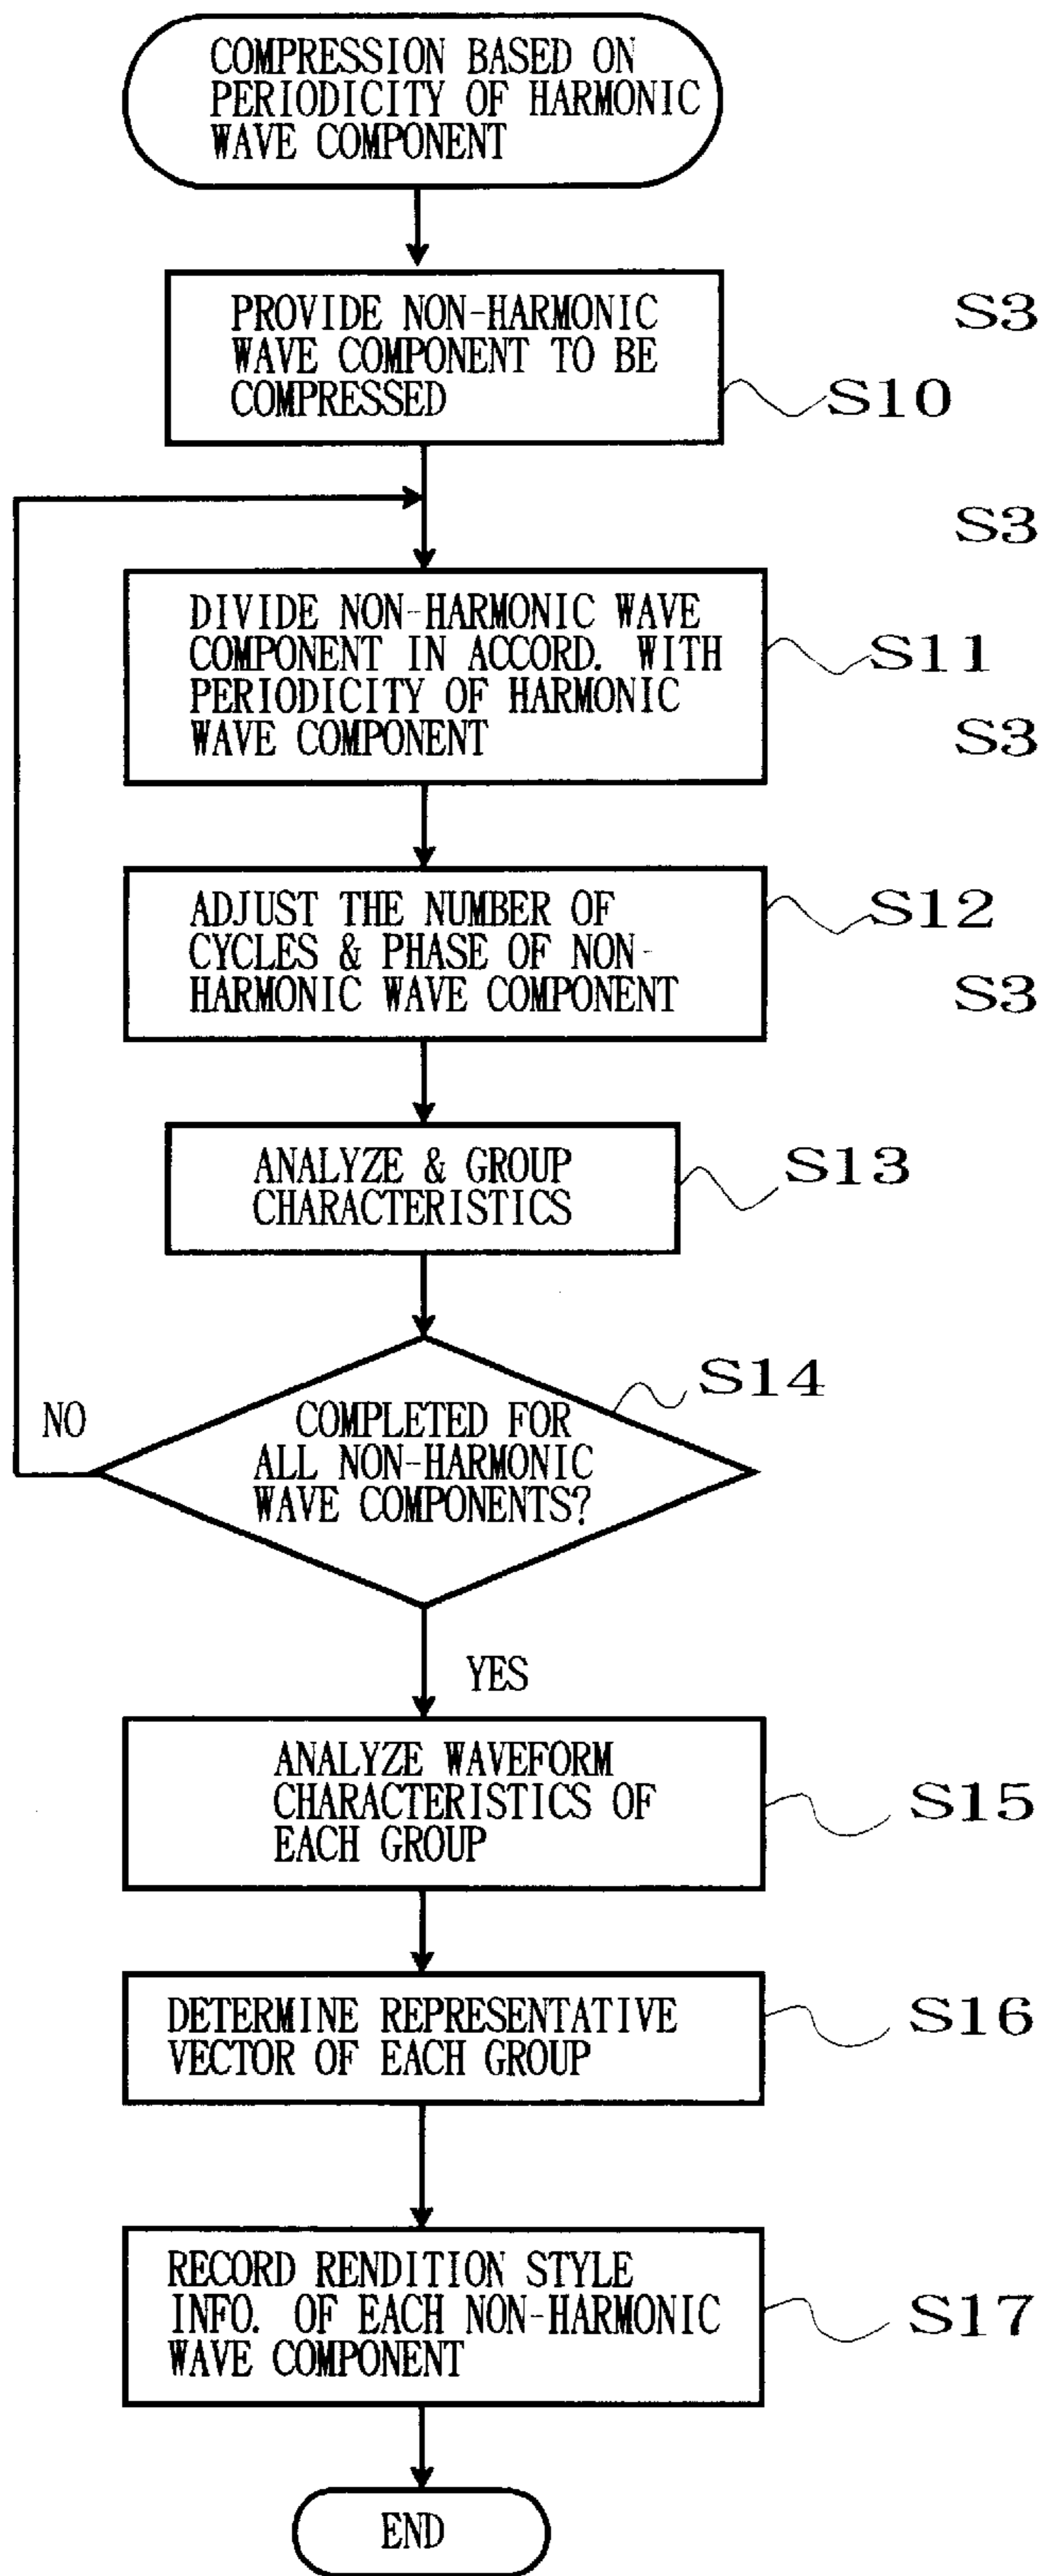 COMPRESSION BASED ON
PERIODICITY OF HARMONIC
WAVE COMPONENT
PROVIDE NON-HARMONIC
WAVE COMPONENT TO BE
COMPRESSED
S3
S10
S3
DIVIDE NON-HARMONIC WAVE
COMPONENT IN ACCORD. WITH
PERIODICITY OF HARMONIC
WAVE COMPONENT
S11
S3
ADJUST THE NUMBER OF
CYCLES & PHASE OF NON-
HARMONIC WAVE COMPONENT
S12
S3
ANALYZE & GROUP
CHARACTERISTICS
S13
S14
NO
COMPLETED FOR
ALL NON-HARMONIC
WAVE COMPONENTS?
YES
ANALYZE WAVEFORM
CHARACTERISTICS OF
EACH GROUP
S15
DETERMINE REPRESENTATIVE
VECTOR OF EACH GROUP
S16
RECORD RENDITION STYLE
INFO. OF EACH NON-HARMONIC
WAVE COMPONENT
S17
END